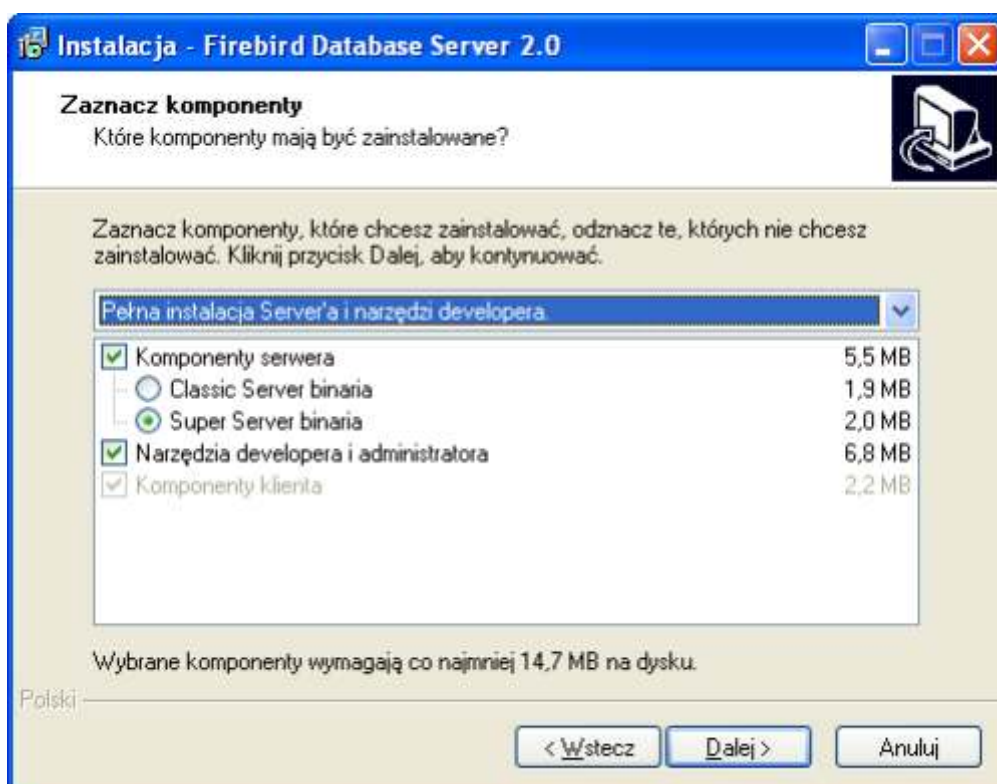 Instalacja - Firebird Database Server 2.0
Zaznacz komponenty
Które komponenty mają być zainstalowane?
Zaznacz komponenty, które chcesz zainstalować, odznacz te, których nie chcesz
zainstalować. Kliknij przycisk Dalej, aby kontynuować.
Pełna instalacja Server'a i narzędzi developera.
Komponenty serwera 5,5 MB
Classic Server binaria 1,9 MB
Super Server binaria 2,0 MB
Narzędzia developera i administratora 6,8 MB
Komponenty klienta 2,2 MB
Wybrane komponenty wymagają co najmniej 14,7 MB na dysku.
Polski
< Wstecz Dalej > Anuluj